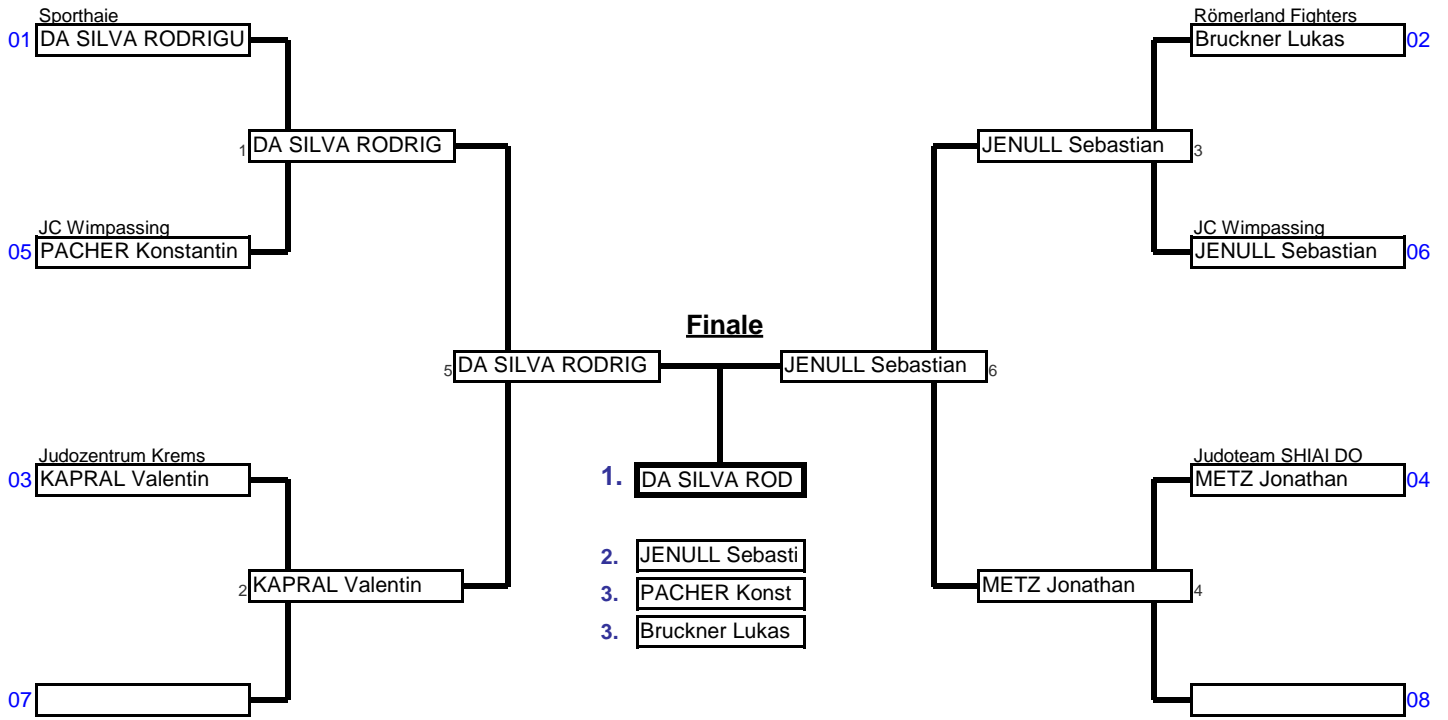 Sporthaie
Römerland Fighters
01 DA SILVA RODRIGU
Bruckner Lukas 02
1 DA SILVA RODRIG
JENULL Sebastian 3
JC Wimpassing
JC Wimpassing
05 PACHER Konstantin
JENULL Sebastian 06
Finale
5 DA SILVA RODRIG
JENULL Sebastian 6
Judozentrum Krems
Judoteam SHIAI DO
03 KAPRAL Valentin
1. DA SILVA ROD
METZ Jonathan 04
2. JENULL Sebasti
2 KAPRAL Valentin
3. PACHER Konst
METZ Jonathan 4
3. Bruckner Lukas
07
08